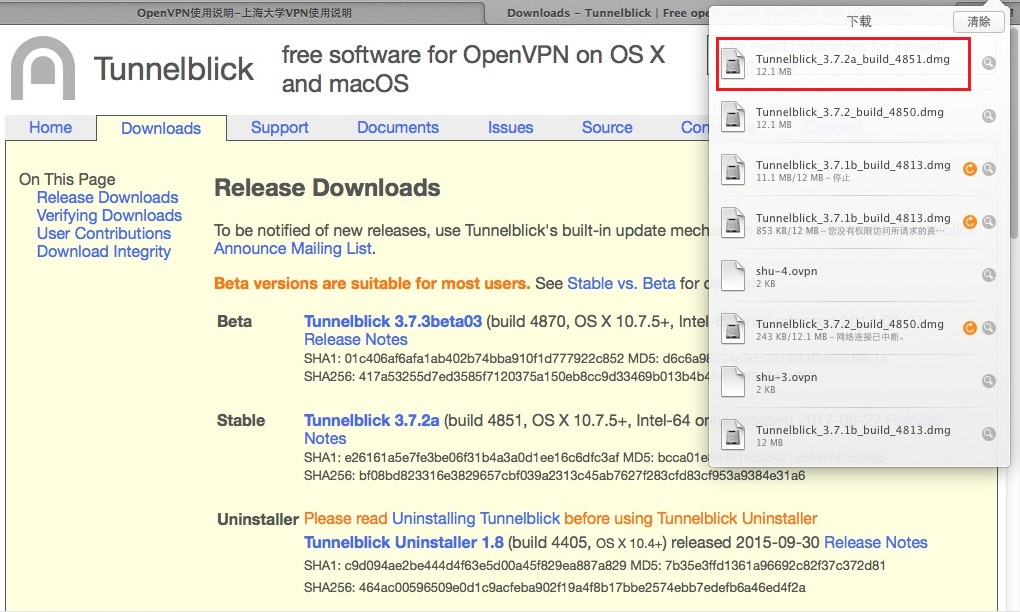 OpenVPN使用说明-上海大学VPN使用说明
Downloads – Tunnelblick | Free open
Tunnelblick
free software for OpenVPN on OS X
and macOS
Home
Downloads
Support
Documents
Issues
Source
On This Page
Release Downloads
Verifying Downloads
User Contributions
Download Integrity
Release Downloads
To be notified of new releases, use Tunnelblick's built-in update
Announce Mailing List.
Beta versions are suitable for most users. See Stable vs. Beta for
Beta
Tunnelblick 3.7.3beta03 (build 4870, OS X 10.7.5+, Intel-
Release Notes
SHA1: 01c406af6afa1ab402b74bba910f1d777922c852 MD5:
SHA256: 417a53255d7ed3585f7120375a150eb8cc9d33469b013b4b4
Stable
Tunnelblick 3.7.2a (build 4851, OS X 10.7.5+, Intel-64 or released 2017-09-27 Release
Notes
SHA1: e26161a5e7fe3be06f31b4a3a0d1ee16c6dfc3af MD5:
SHA256: bf08bd823316e3829657cbf039a2313c45ab7627f283cfd83cf953a9384e31a6
Uninstaller
Please read Uninstalling Tunnelblick before using Tunnelblick Uninstaller
Tunnelblick Uninstaller 1.8 (build 4405, OS X 10.4+) released 2015-09-30 Release Notes
SHA1: c9d094ae2be444d4f63e5d00a45f829ea887a829 MD5: 7b35e3ffd1361a96692c82f37c372d81
SHA256: 464ac00596509e0d1c9acfeba902f19a4f8b17bbe2574ebb7edefb6a46ed4f2a
下载
清除
Tunnelblick_3.7.2a_build_4851.dmg
12.1 MB
Tunnelblick_3.7.2_build_4850.dmg
12.1 MB
Tunnelblick_3.7.1b_build_4813.dmg
11.1 MB/12 MB – 停止
Tunnelblick_3.7.1b_build_4813.dmg
853 KB/12 MB – 您没有权限访问所请求的资…
shu-4.ovpn
2 KB
Tunnelblick_3.7.2_build_4850.dmg
243 KB/12.1 MB – 网络连接已中断。
shu-3.ovpn
2 KB
Tunnelblick_3.7.1b_build_4813.dmg
12 MB